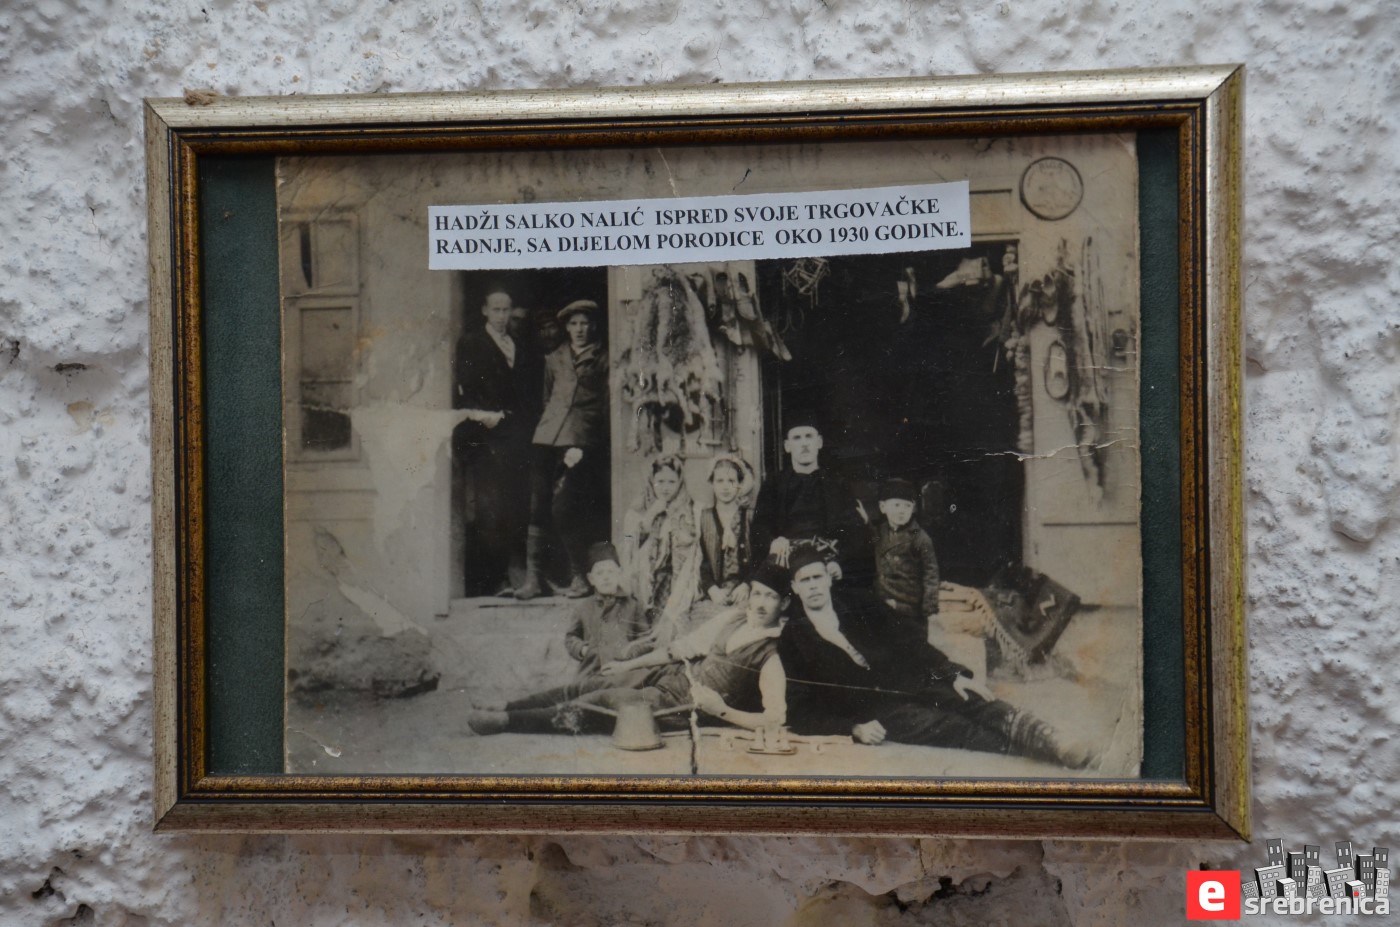 HADŽI SALKO NALIĆ ISPRED SVOJE TRGOVAČKE
RADNJE, SA DIJELOM PORODICE OKO 1930 GODINE.
e srebrenica